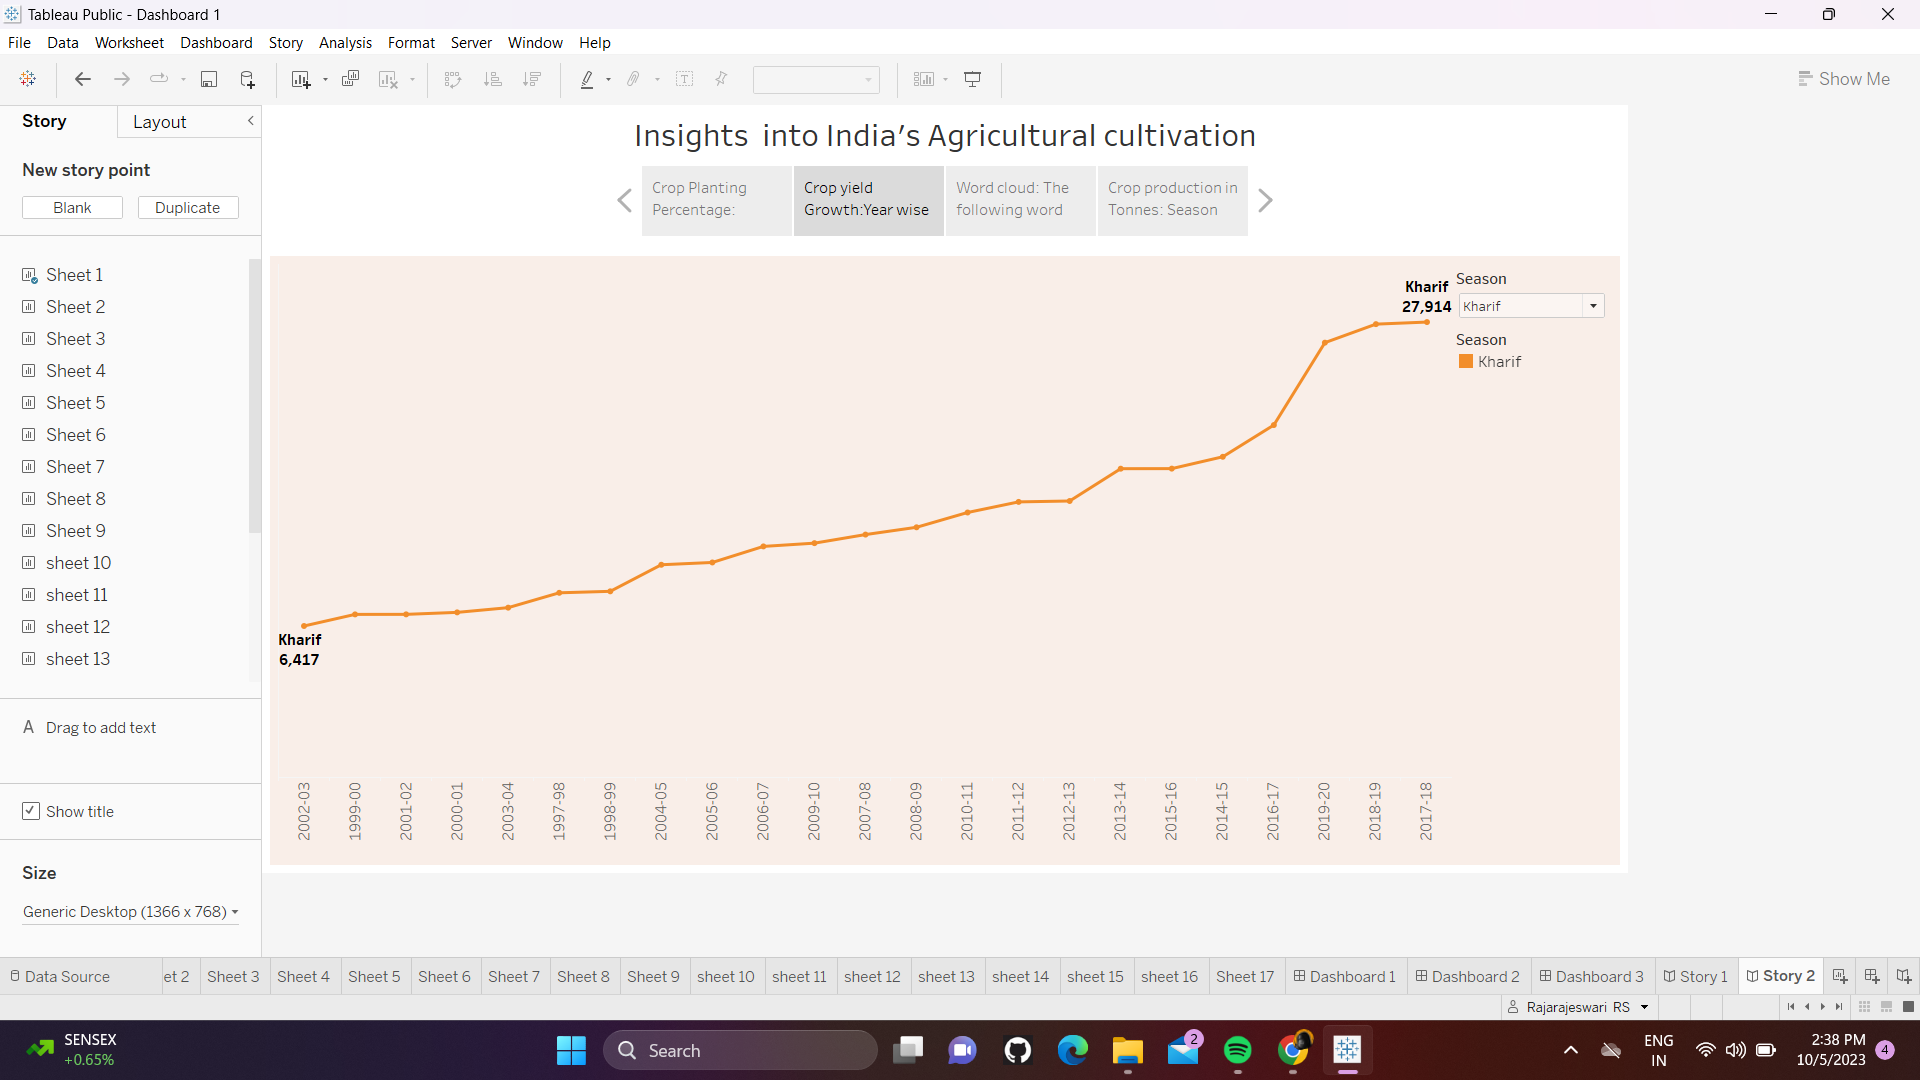 Tableau Public - Dashboard 1
File Data Worksheet Dashboard Story Analysis Format Server Window Help
Show Me
Story
Layout
New story point
Blank
Duplicate
Sheet 1
Sheet 2
Sheet 3
Sheet 4
Sheet 5
Sheet 6
Sheet 7
Sheet 8
Sheet 9
sheet 10
sheet 11
sheet 12
sheet 13
A Drag to add text
Show title
Size
Generic Desktop (1366 x 768)
Insights into India's Agricultural cultivation
Crop Planting
Percentage:
Crop yield
Growth:Year wise
Word cloud: The
following word
Crop production in
Tonnes: Season
Kharif
27,914
Season
Kharif
Season
Kharif
Kharif
6,417
2002-03
1999-00
2001-02
2000-01
2003-04
1997-98
1998-99
2004-05
2005-06
2006-07
2009-10
2007-08
2008-09
2010-11
2011-12
2012-13
2013-14
2015-16
2014-15
2016-17
2019-20
2018-19
2017-18
Data Source et 2 Sheet 3 Sheet 4 Sheet 5 Sheet 6 Sheet 7 Sheet 8 Sheet 9 sheet 10 sheet 11 sheet 12 sheet 13 sheet 14 sheet 15 sheet 16 Sheet 17 Dashboard 1 Dashboard 2 Dashboard 3 Story 1 Story 2
Rajarajeswari RS
SENSEX
+0.65%
Search
2
ENG
IN
2:38 PM
10/5/2023
4